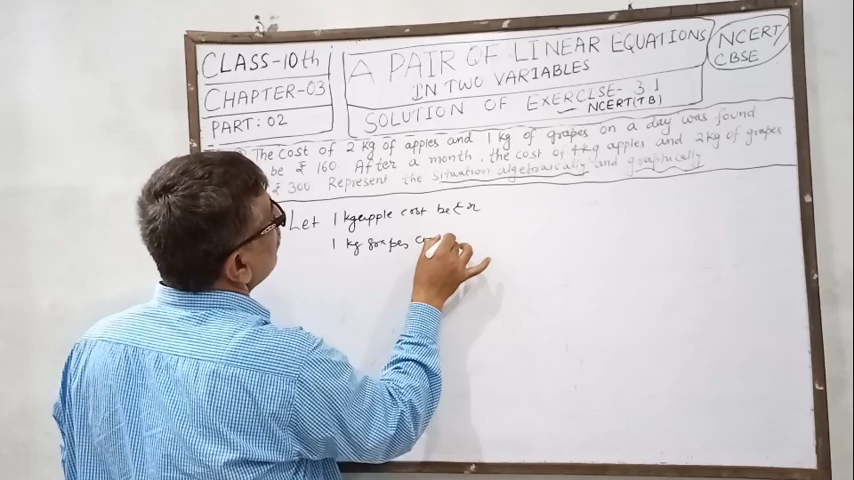 CLASS-10th
CHAPTER-03
PART: 02
A PAIR OF LINEAR EQUATIONS
IN TWO VARIABLES
SOLUTION OF EXERCISE- 3.1
NCERT(TB)
NCERT
CBSE
The cost of 2 kg of apples and 1 kg of grapes on a day was found
be ₹ 160. After a month, the cost of 4 kg apples and 2 kg of grapes
₹ 300 Represent the situation algebraically and graphically
Let 1 kg apple cost be ₹ x
1 kg grapes